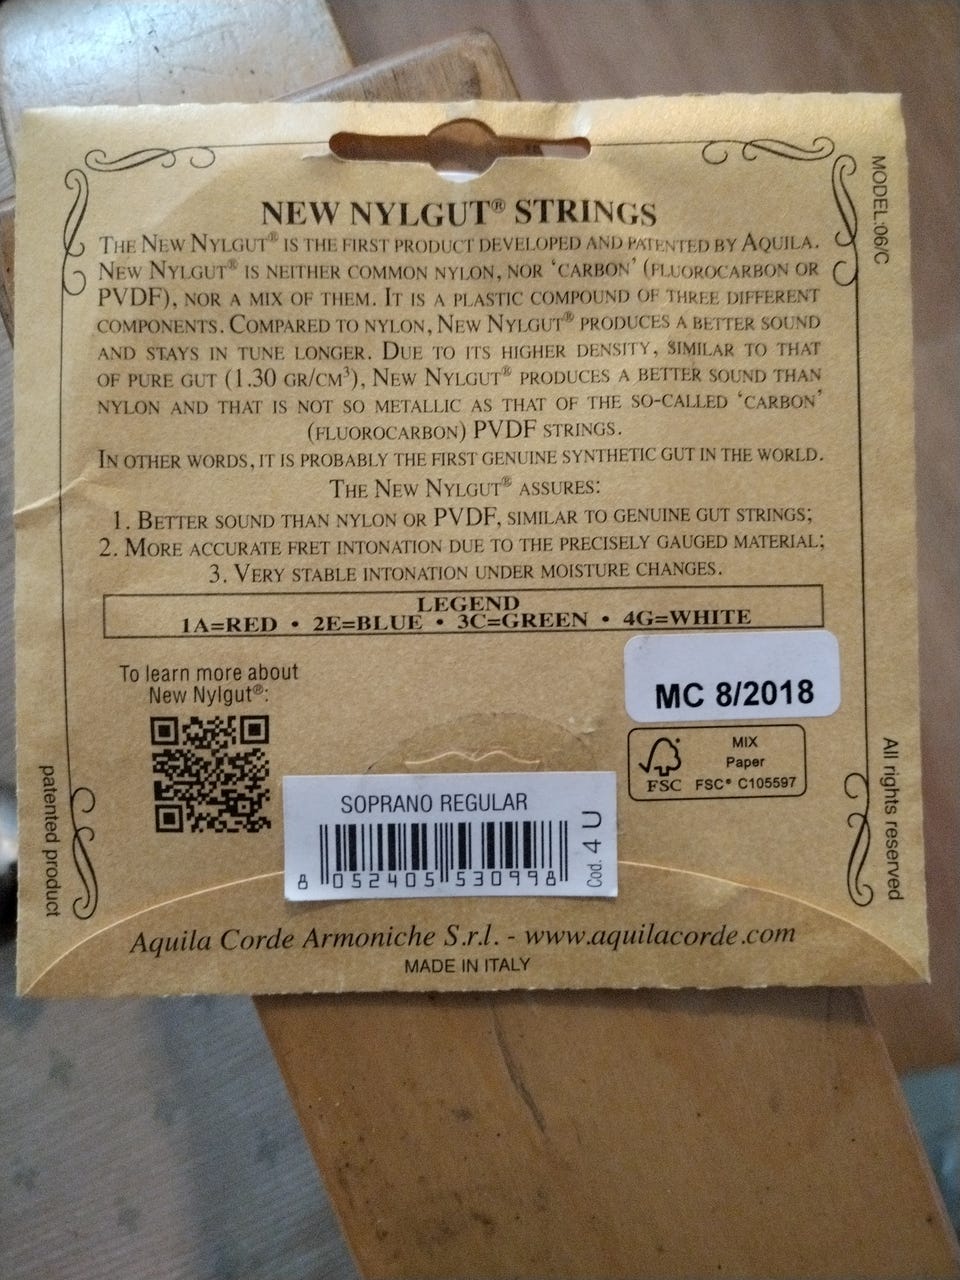 MODEL:06/C
NEW NYLGUT® STRINGS
THE NEW NYLGUT® IS THE FIRST PRODUCT DEVELOPED AND PATENTED BY AQUILA.
NEW NYLGUT® IS NEITHER COMMON NYLON, NOR ‘CARBON’ (FLUOROCARBON OR
PVDF), NOR A MIX OF THEM. IT IS A PLASTIC COMPOUND OF THREE DIFFERENT
COMPONENTS. COMPARED TO NYLON, NEW NYLGUT® PRODUCES A BETTER SOUND
AND STAYS IN TUNE LONGER. DUE TO ITS HIGHER DENSITY, SIMILAR TO THAT
OF PURE GUT (1.30 GR/CM³), NEW NYLGUT® PRODUCES A BETTER SOUND THAN
NYLON AND THAT IS NOT SO METALLIC AS THAT OF THE SO-CALLED ‘CARBON’
(FLUOROCARBON) PVDF STRINGS.
IN OTHER WORDS, IT IS PROBABLY THE FIRST GENUINE SYNTHETIC GUT IN THE WORLD.
THE NEW NYLGUT® ASSURES:
1. BETTER SOUND THAN NYLON OR PVDF, SIMILAR TO GENUINE GUT STRINGS;
2. MORE ACCURATE FRET INTONATION DUE TO THE PRECISELY GAUGED MATERIAL;
3. VERY STABLE INTONATION UNDER MOISTURE CHANGES.
LEGEND
1A=RED • 2E=BLUE • 3C=GREEN • 4G=WHITE
To learn more about
New Nylgut®:
MC 8/2018
MIX
Paper
FSC® C105597
FSC
SOPRANO REGULAR
8 052405 530998
Cod. 4 U
patented product
All rights reserved
Aquila Corde Armoniche S.r.l. - www.aquilacorde.com
MADE IN ITALY